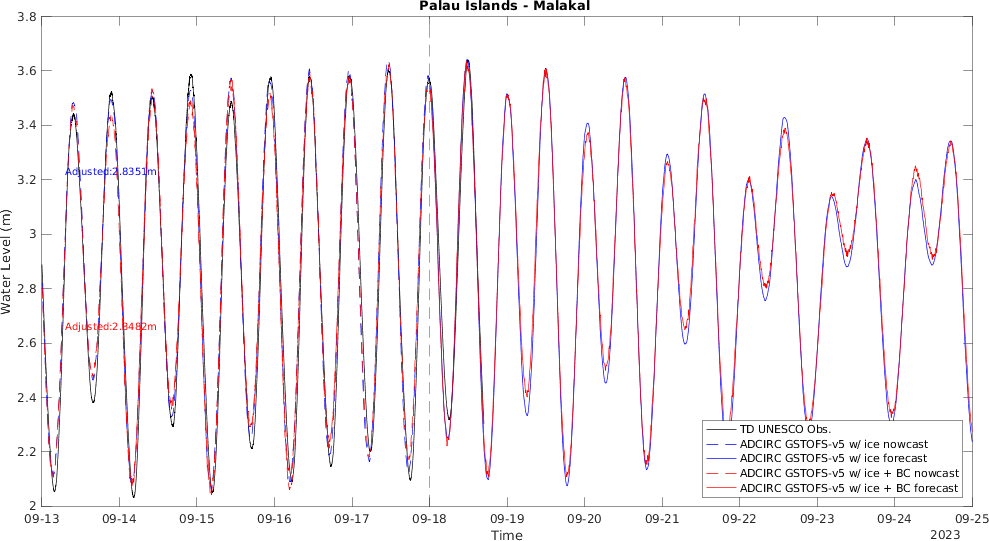 Palau Islands - Malakal
Water Level (m)
3.8
3.6
3.4
3.2
3
2.8
2.6
2.4
2.2
2
Adjusted:2.8351m
Adjusted:2.8482m
TD UNESCO Obs.
ADCIRC GSTOFS-v5 w/ ice nowcast
ADCIRC GSTOFS-v5 w/ ice forecast
ADCIRC GSTOFS-v5 w/ ice + BC nowcast
ADCIRC GSTOFS-v5 w/ ice + BC forecast
09-13 09-14 09-15 09-16 09-17 09-18 09-19 09-20 09-21 09-22 09-23 09-24 09-25
Time
2023